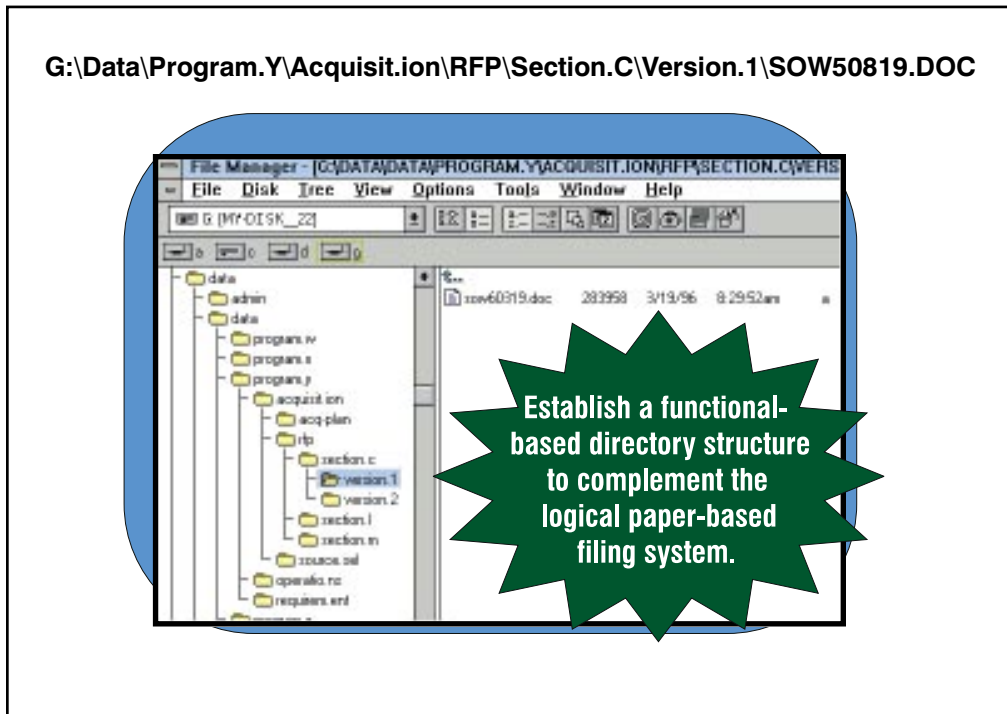 G:\Data\Program.Y\Acquisit.ion\RFP\Section.C\Version.1\SOW50819.DOC
File Manager - [G:\DATA\DATA\PROGRAM.Y\ACQUISIT.ION\RFP\SECTION.C\VERS
File Disk Tree View Options Tools Window Help
G: [MY-DISK__22]
a c d g
data
admin
data
program.w
program.x
program.y
acquisit.ion
acq-plan
rfp
section.c
version.1
version.2
section.l
section.m
source.sel
operatio.ns
requirem.ent
sow60319.doc 283958 3/19/96 8:29:52am a
Establish a functional-
based directory structure
to complement the
logical paper-based
filing system.